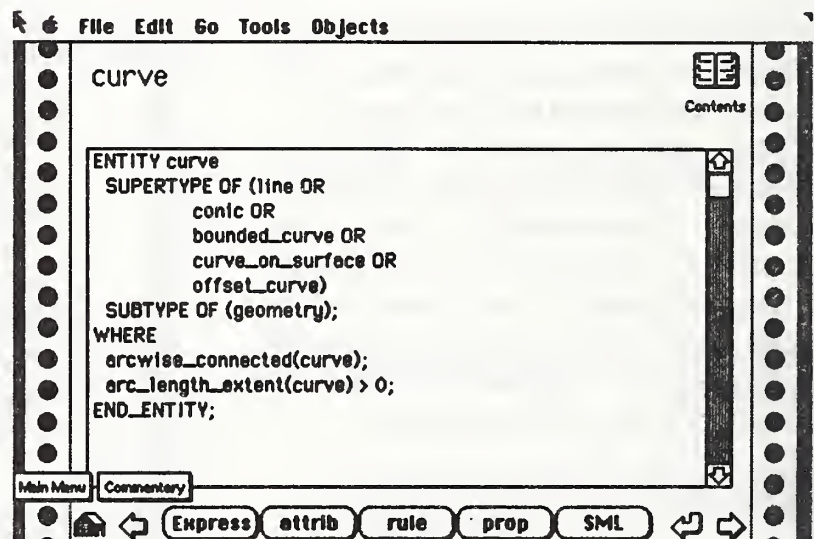 File Edit Go Tools Objects
curve
Contents
ENTITY curve
SUPERTYPE OF (line OR
conic OR
bounded_curve OR
curve_on_surface OR
offset_curve)
SUBTYPE OF (geometry);
WHERE
arcwise_connected(curve);
arc_length_extent(curve) > 0;
END_ENTITY;
Main Menu Commentary
Express attrib rule prop SML